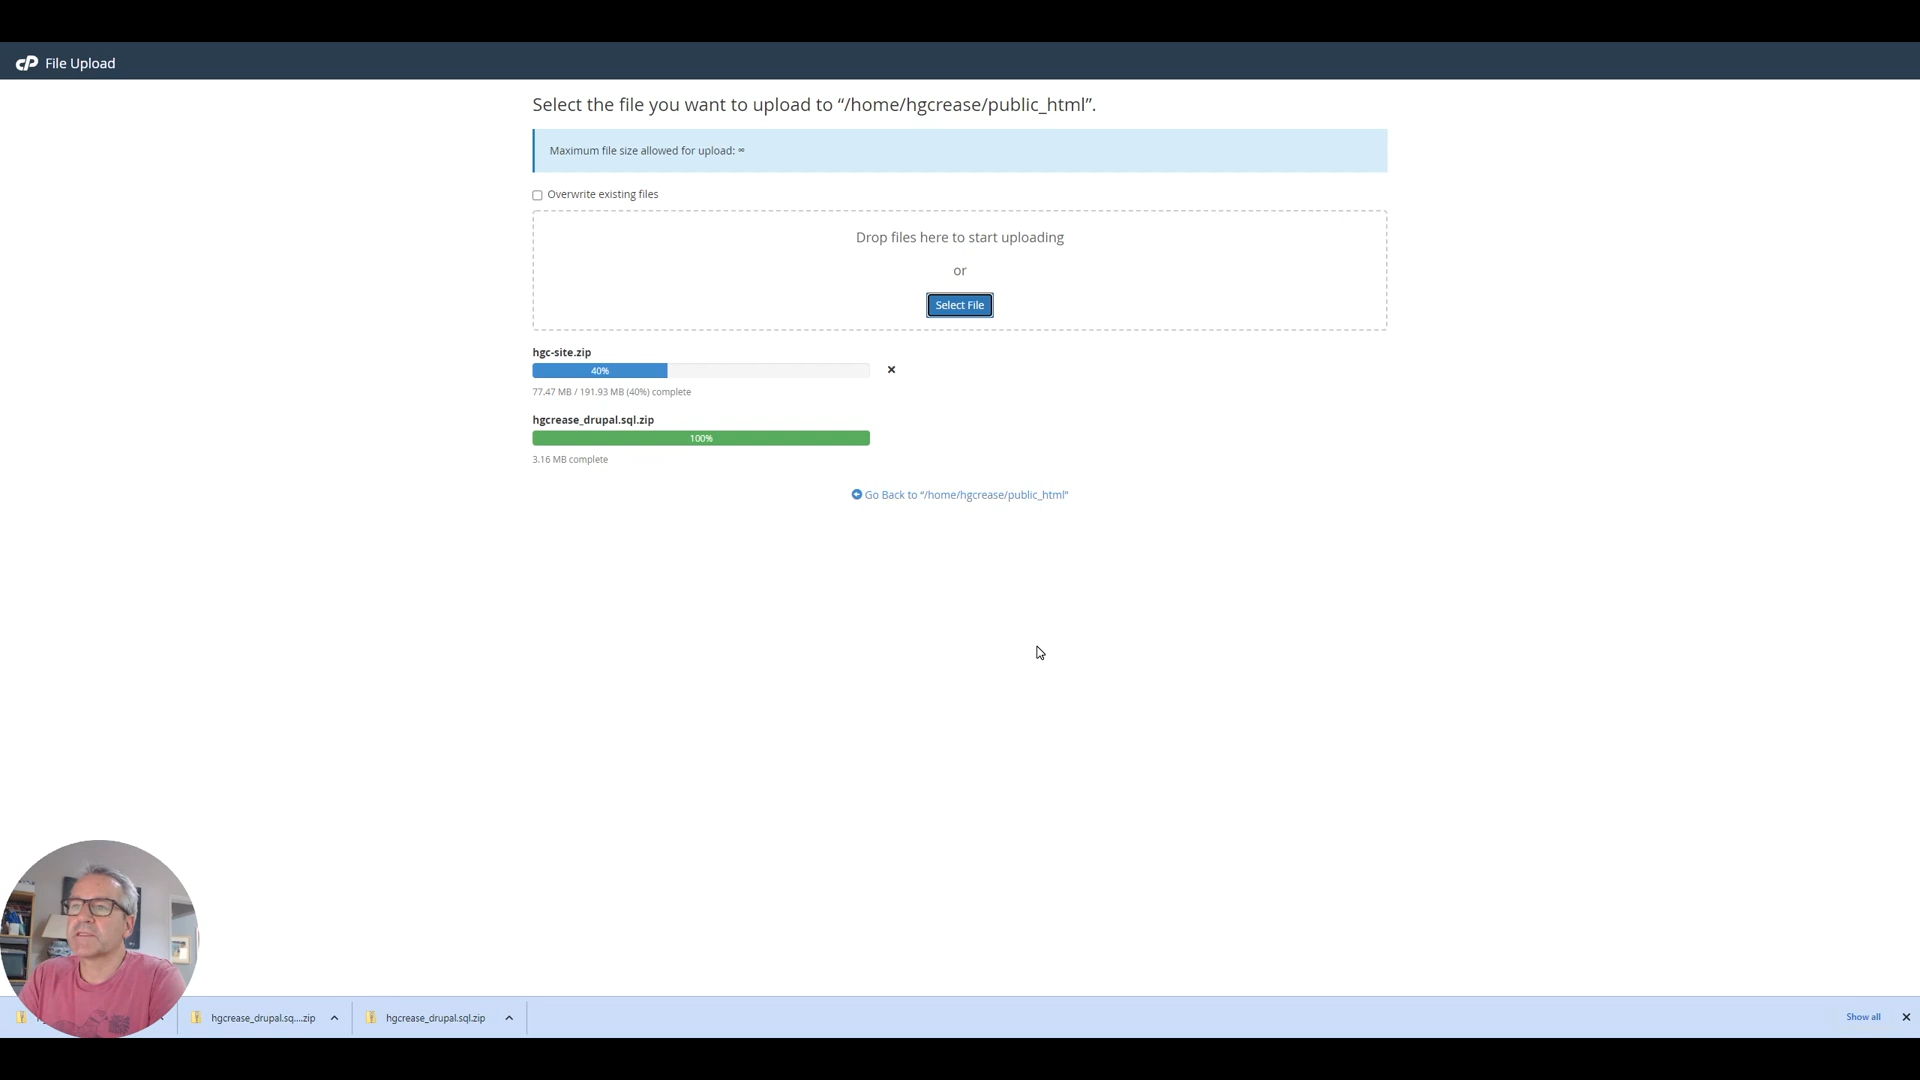 cP File Upload
Select the file you want to upload to “/home/hgcrease/public_html”.
Maximum file size allowed for upload: ∞
Overwrite existing files
Drop files here to start uploading
or
Select File
hgc-site.zip
40%
77.47 MB / 191.93 MB (40%) complete
hgcrease_drupal.sql.zip
100%
3.16 MB complete
Go Back to “/home/hgcrease/public_html”
hgcrease_drupal.sq....zip
hgcrease_drupal.sql.zip
Show all